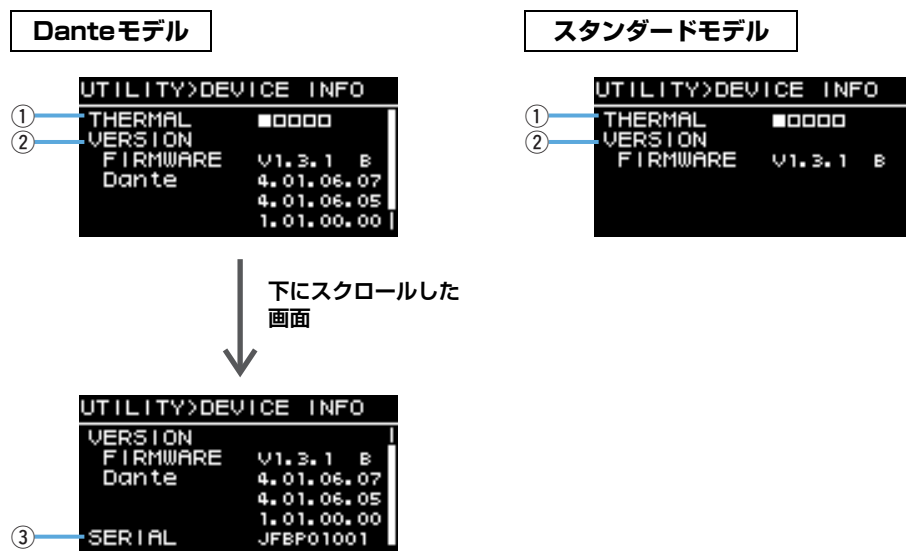 Danteモデル
UTILITY>DEVICE INFO
① THERMAL
② VERSION
FIRMWARE V1.3.1 B
Dante 4.01.06.07
4.01.06.05
1.01.00.00
下にスクロールした
画面
UTILITY>DEVICE INFO
VERSION
FIRMWARE V1.3.1 B
Dante 4.01.06.07
4.01.06.05
1.01.00.00
③ SERIAL JFBP01001
スタンダードモデル
UTILITY>DEVICE INFO
① THERMAL
② VERSION
FIRMWARE V1.3.1 B